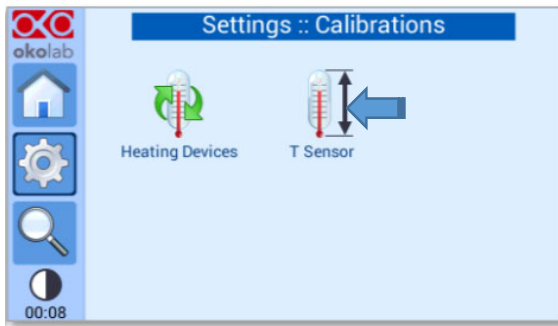 Settings :: Calibrations
okolab
Heating Devices
T Sensor
00:08